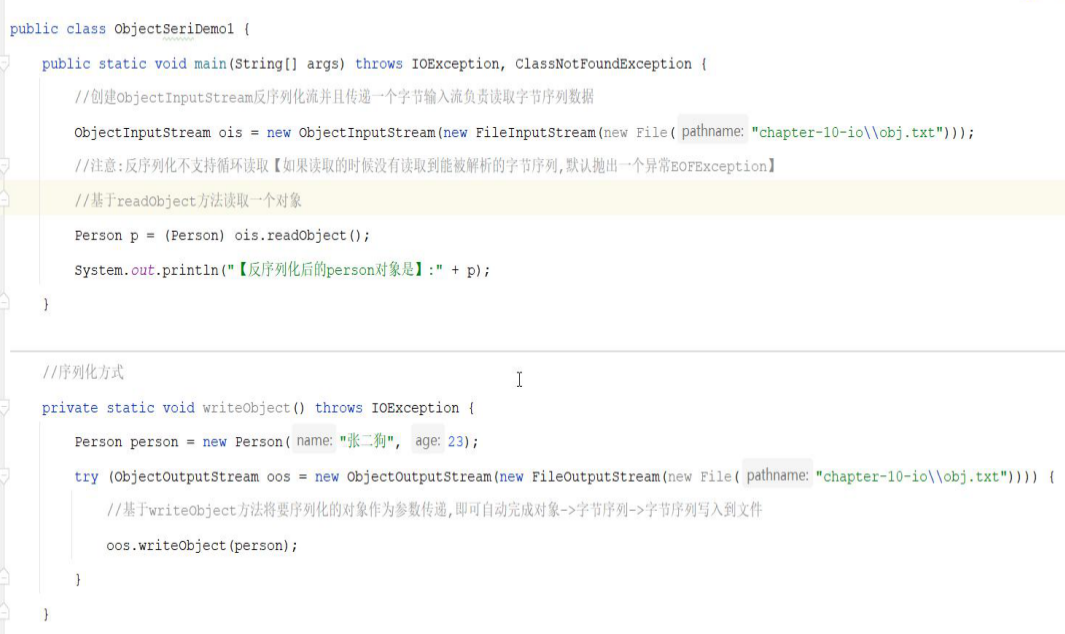 public class ObjectSeriDemo1 {
public static void main(String[] args) throws IOException, ClassNotFoundException {
//创建ObjectInputStream反序列化流并且传递一个字节输入流负责读取字节序列数据
ObjectInputStream ois = new ObjectInputStream(new FileInputStream(new File( pathname: "chapter-10-io\\obj.txt")));
//注意:反序列化不支持循环读取【如果读取的时候没有读取到能被解析的字节序列,默认抛出一个异常EOFException】
//基于readObject方法读取一个对象
Person p = (Person) ois.readObject();
System.out.println("【反序列化后的person对象是】:" + p);
}
//序列化方式
private static void writeObject() throws IOException {
Person person = new Person( name: "张二狗", age: 23);
try (ObjectOutputStream oos = new ObjectOutputStream(new FileOutputStream(new File( pathname: "chapter-10-io\\obj.txt")))) {
//基于writeObject方法将要序列化的对象作为参数传递,即可自动完成对象->字节序列->字节序列写入到文件
oos.writeObject(person);
}
}